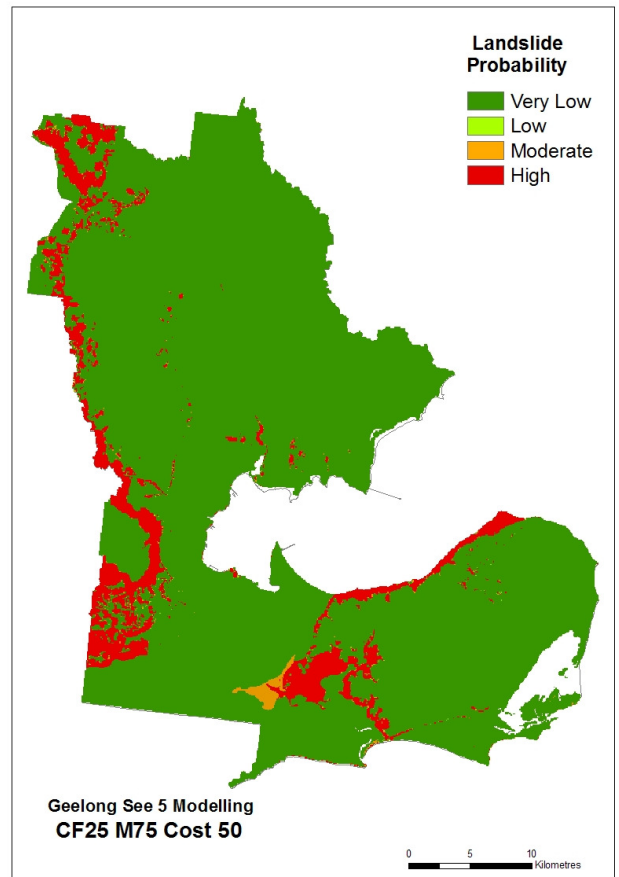 Landslide
Probability
Very Low
Low
Moderate
High
Geelong See 5 Modelling
CF25 M75 Cost 50
0 5 10
Kilometres